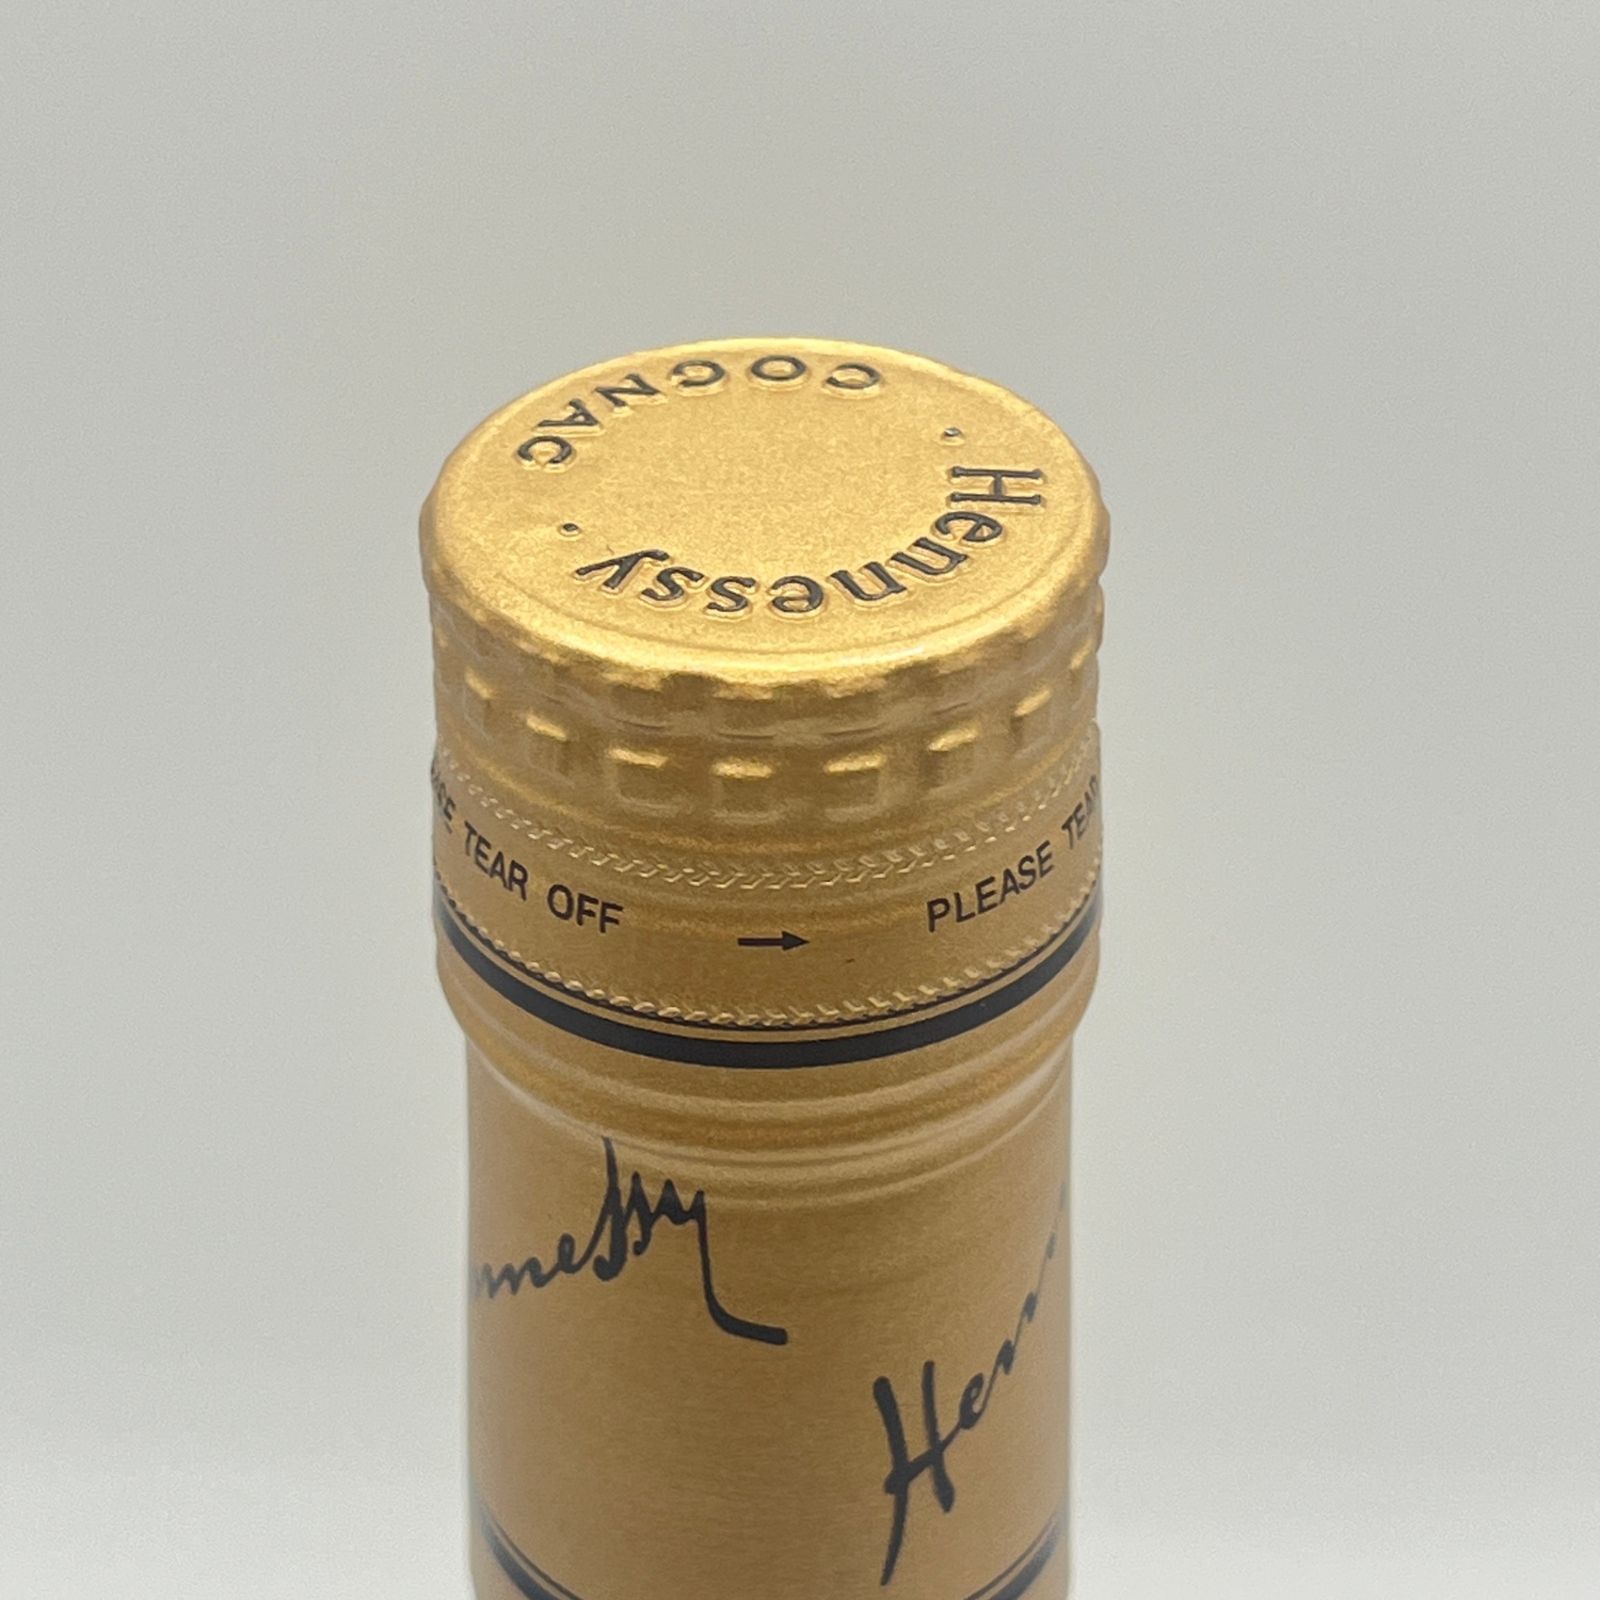 Hennessy
COGNAC
TEAR OFF → PLEASE
Hennessy